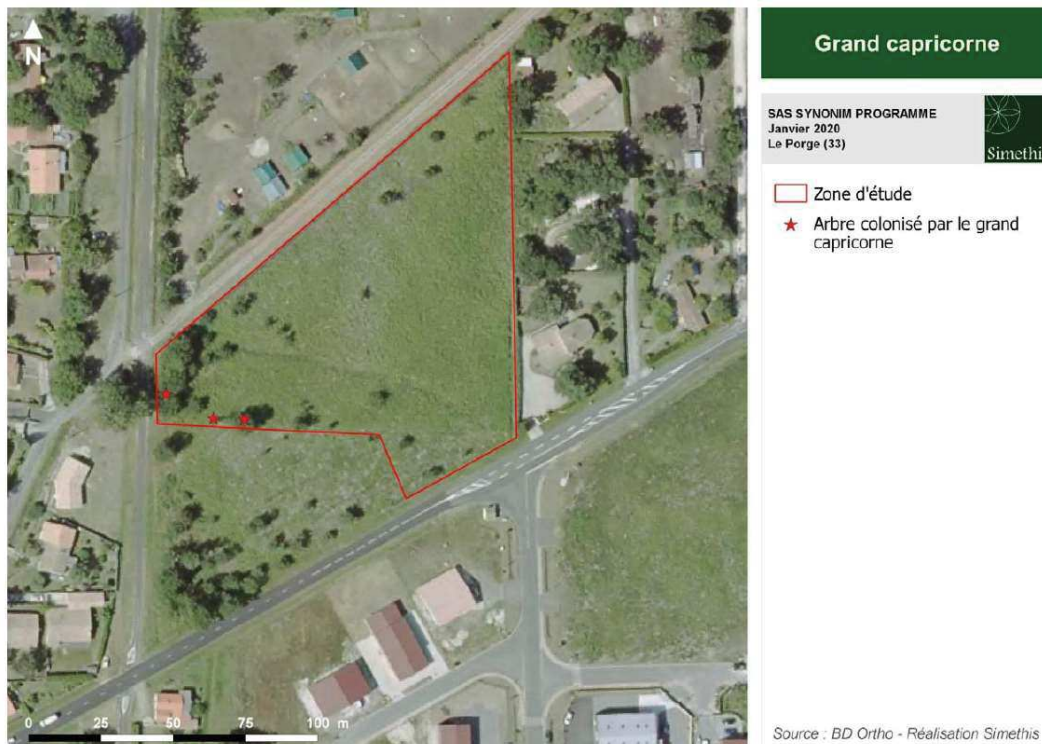 N
Grand capricorne
SAS SYNONIM PROGRAMME
Janvier 2020
Le Porge (33)
Simethi
Zone d'étude
Arbre colonisé par le grand
capricorne
0 25 50 75 100 m
Source : BD Ortho - Réalisation Simethis